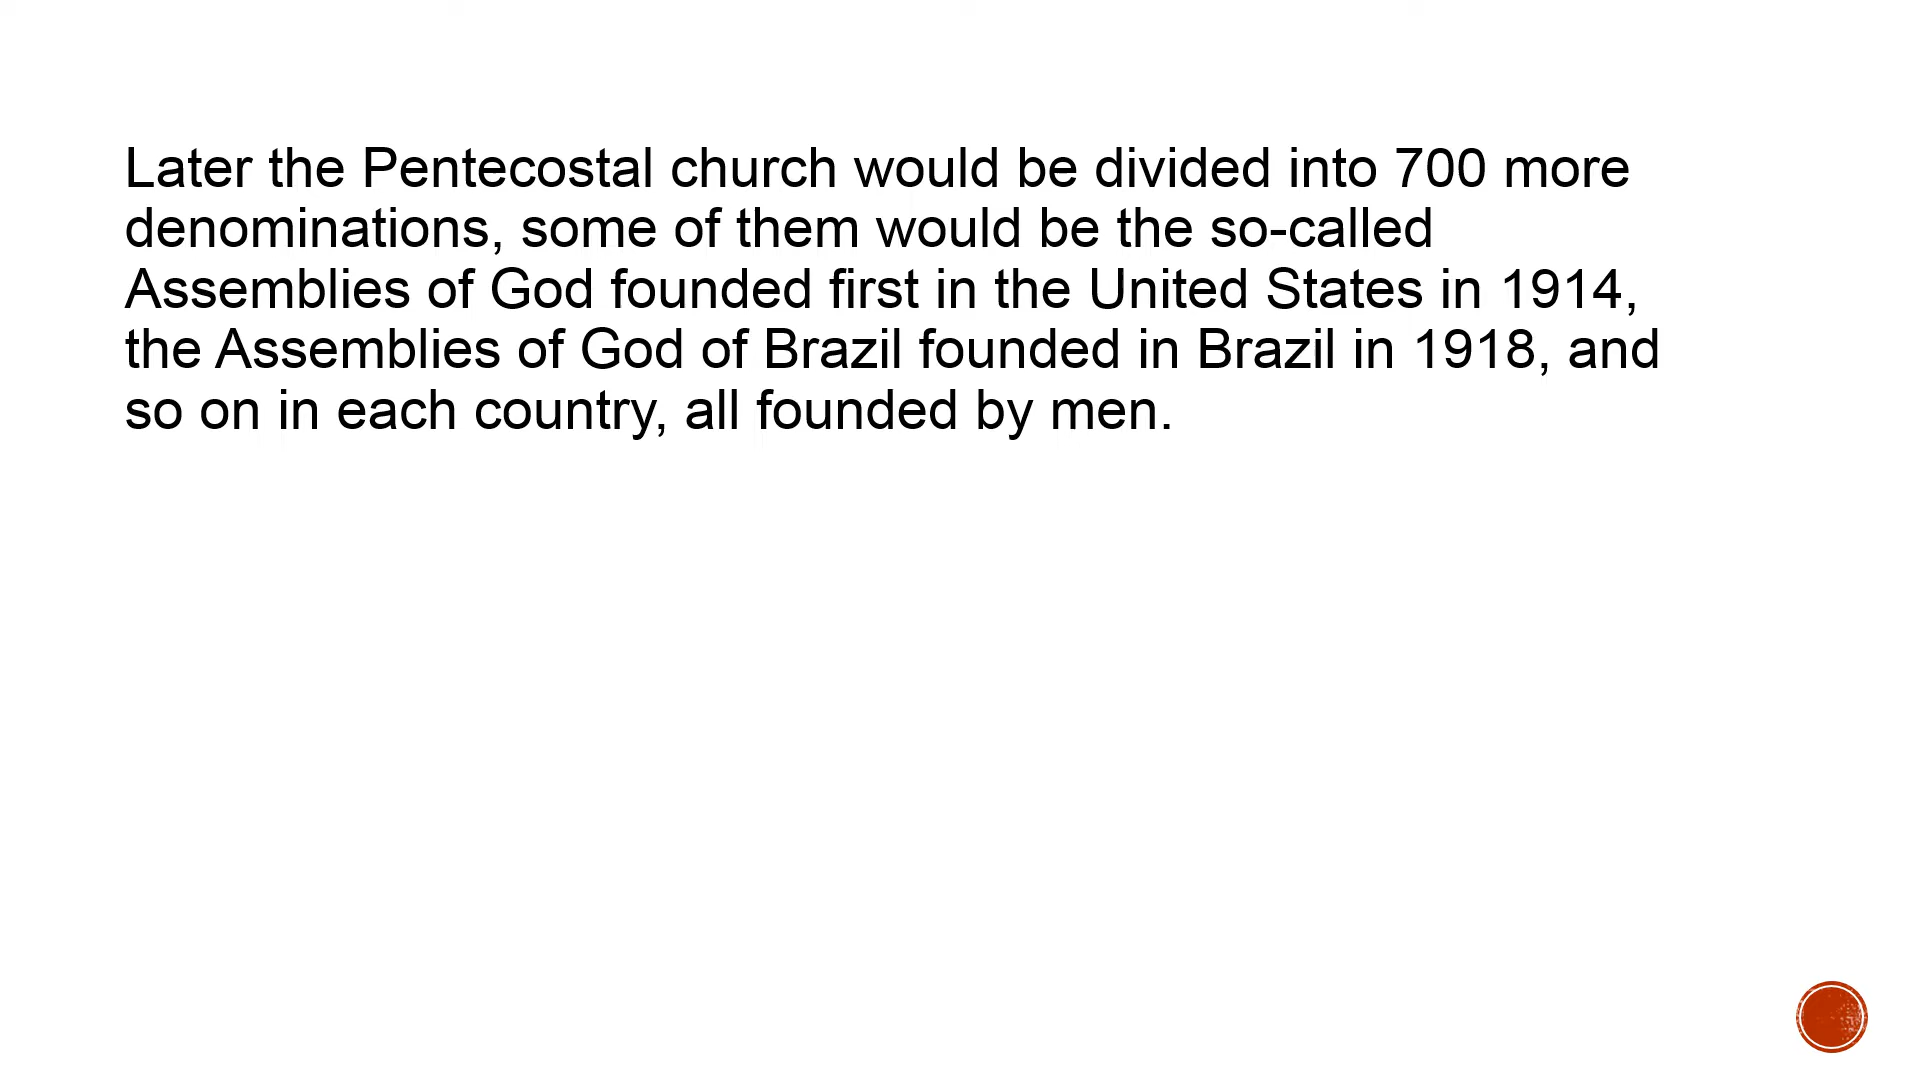 Later the Pentecostal church would be divided into 700 more
denominations, some of them would be the so-called
Assemblies of God founded first in the United States in 1914,
the Assemblies of God of Brazil founded in Brazil in 1918, and
so on in each country, all founded by men.